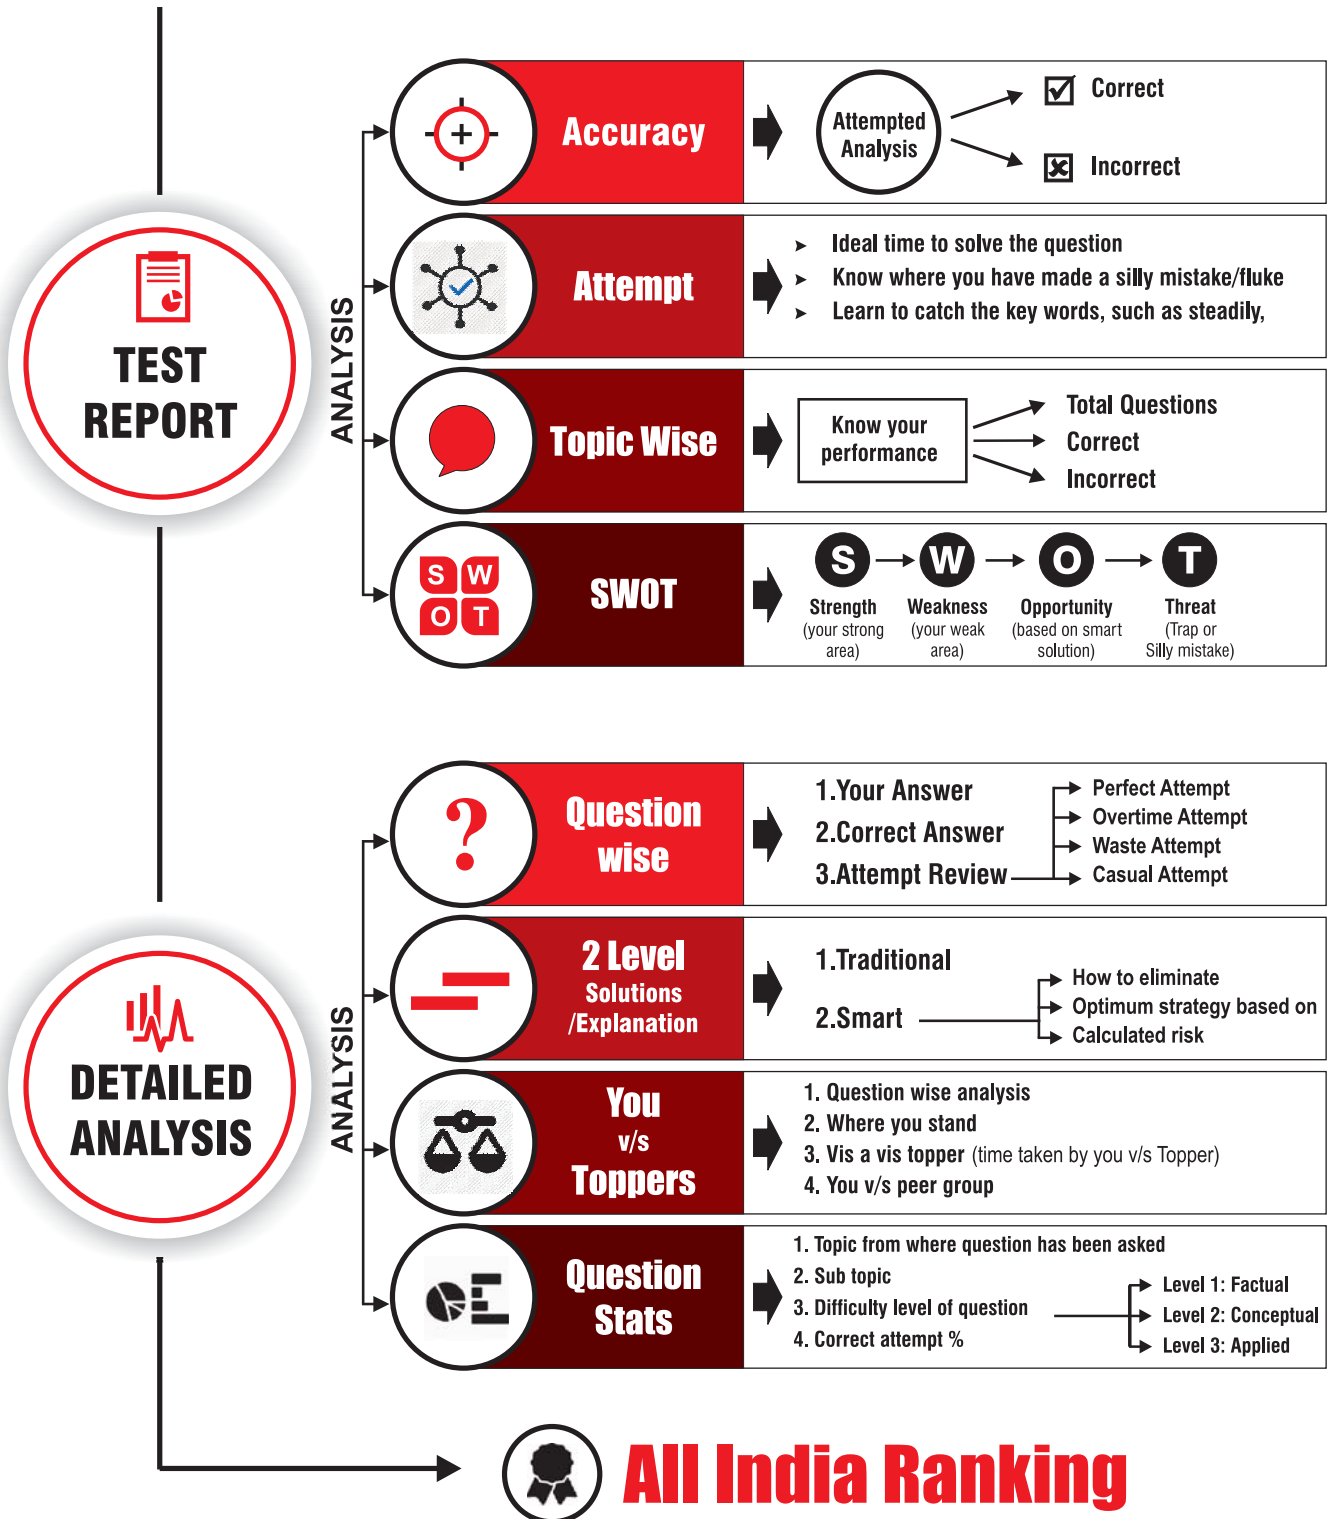 TEST
REPORT
ANALYSIS
Accuracy
Attempted
Analysis
Correct
Incorrect
Attempt
➤ Ideal time to solve the question
➤ Know where you have made a silly mistake/fluke
➤ Learn to catch the key words, such as steadily,
Topic Wise
Know your
performance
Total Questions
Correct
Incorrect
S W
O T
SWOT
S W O T
Strength Weakness Opportunity Threat
(your strong (your weak (based on smart (Trap or
area) area) solution) Silly mistake)
DETAILED
ANALYSIS
ANALYSIS
?
Question
wise
1.Your Answer
2.Correct Answer
3.Attempt Review
Perfect Attempt
Overtime Attempt
Waste Attempt
Casual Attempt
2 Level
Solutions
/Explanation
1.Traditional
2.Smart
How to eliminate
Optimum strategy based on
Calculated risk
You
v/s
Toppers
1. Question wise analysis
2. Where you stand
3. Vis a vis topper (time taken by you v/s Topper)
4. You v/s peer group
Question
Stats
1. Topic from where question has been asked
2. Sub topic
3. Difficulty level of question
4. Correct attempt %
Level 1: Factual
Level 2: Conceptual
Level 3: Applied
All India Ranking